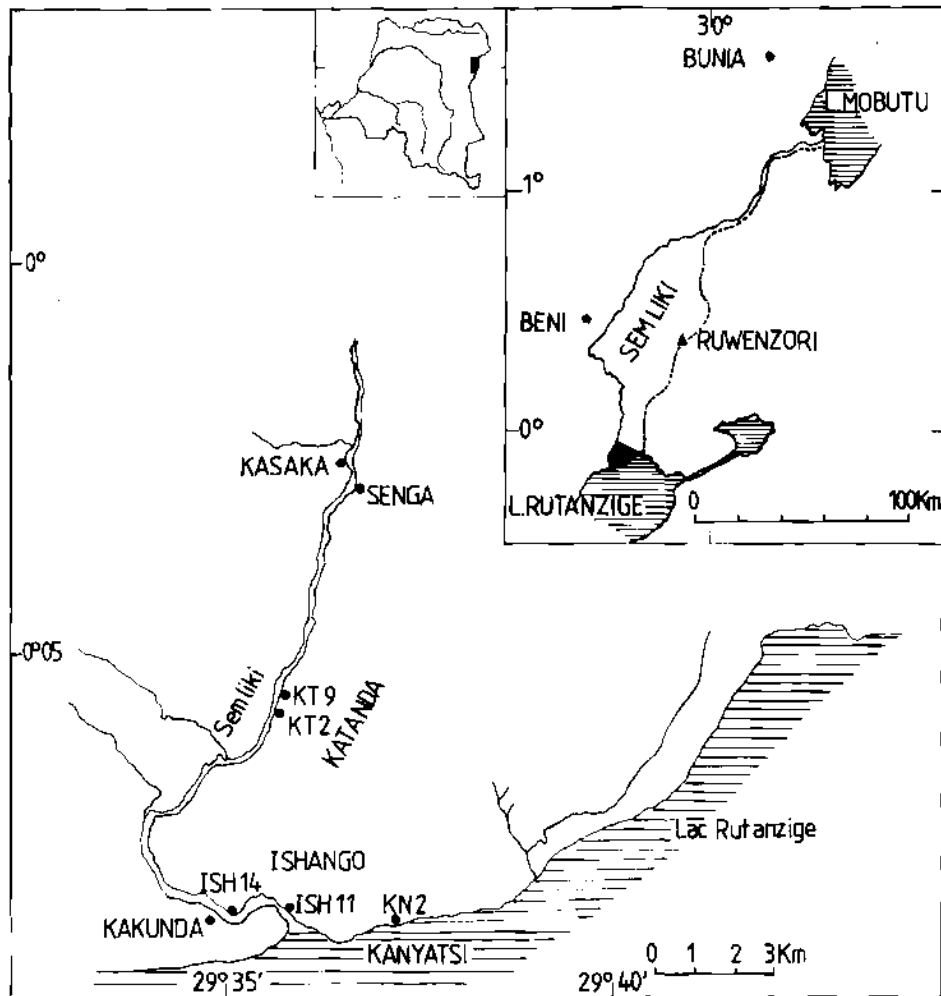 30°
BUNIA
L.MOBUTU
1°
0°
SEMLIKI
BENI
RUWENZORI
0°
KASAKA
SENGA
L.RUTANZIGE
0 100Km
0°05
Semliki
KT9
KT2
KATANDA
Lac Rutanzige
ISHANGO
ISH14
ISH11
KN2
KAKUNDA
KANYATSI
0 1 2 3Km
29°35'
29°40'